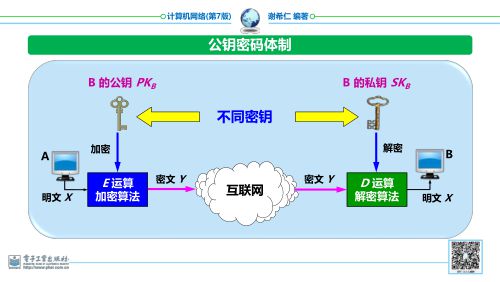 计算机网络(第7版)
谢希仁 编著
公钥密码体制
B 的公钥 PKB
B 的私钥 SKB
不同密钥
加密
解密
A
B
E 运算
加密算法
密文 Y
互联网
密文 Y
D 运算
解密算法
明文 X
明文 X
电子工业出版社
http://www.phei.com.cn